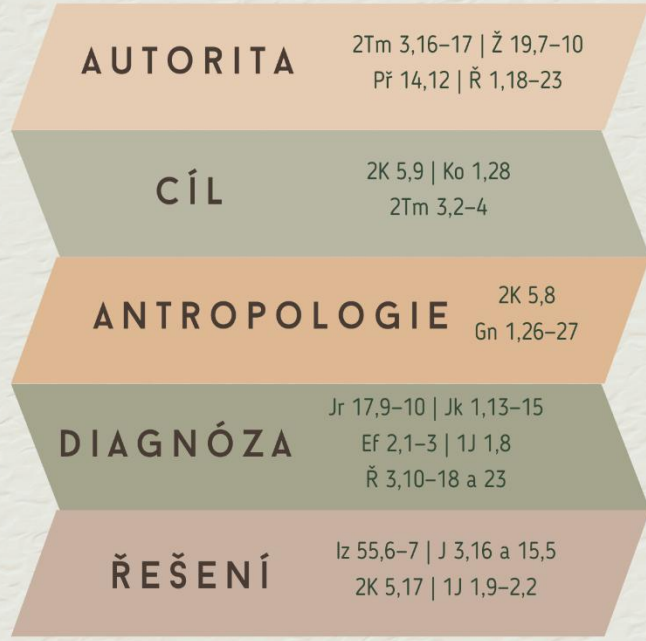 AUTORITA
2Tm 3,16–17 | Ž 19,7–10
Př 14,12 | Ř 1,18–23
CÍL
2K 5,9 | Ko 1,28
2Tm 3,2–4
ANTROPOLOGIE
2K 5,8
Gn 1,26–27
DIAGNÓZA
Jr 17,9–10 | Jk 1,13–15
Ef 2,1–3 | 1J 1,8
Ř 3,10–18 a 23
ŘEŠENÍ
Iz 55,6–7 | J 3,16 a 15,5
2K 5,17 | 1J 1,9–2,2